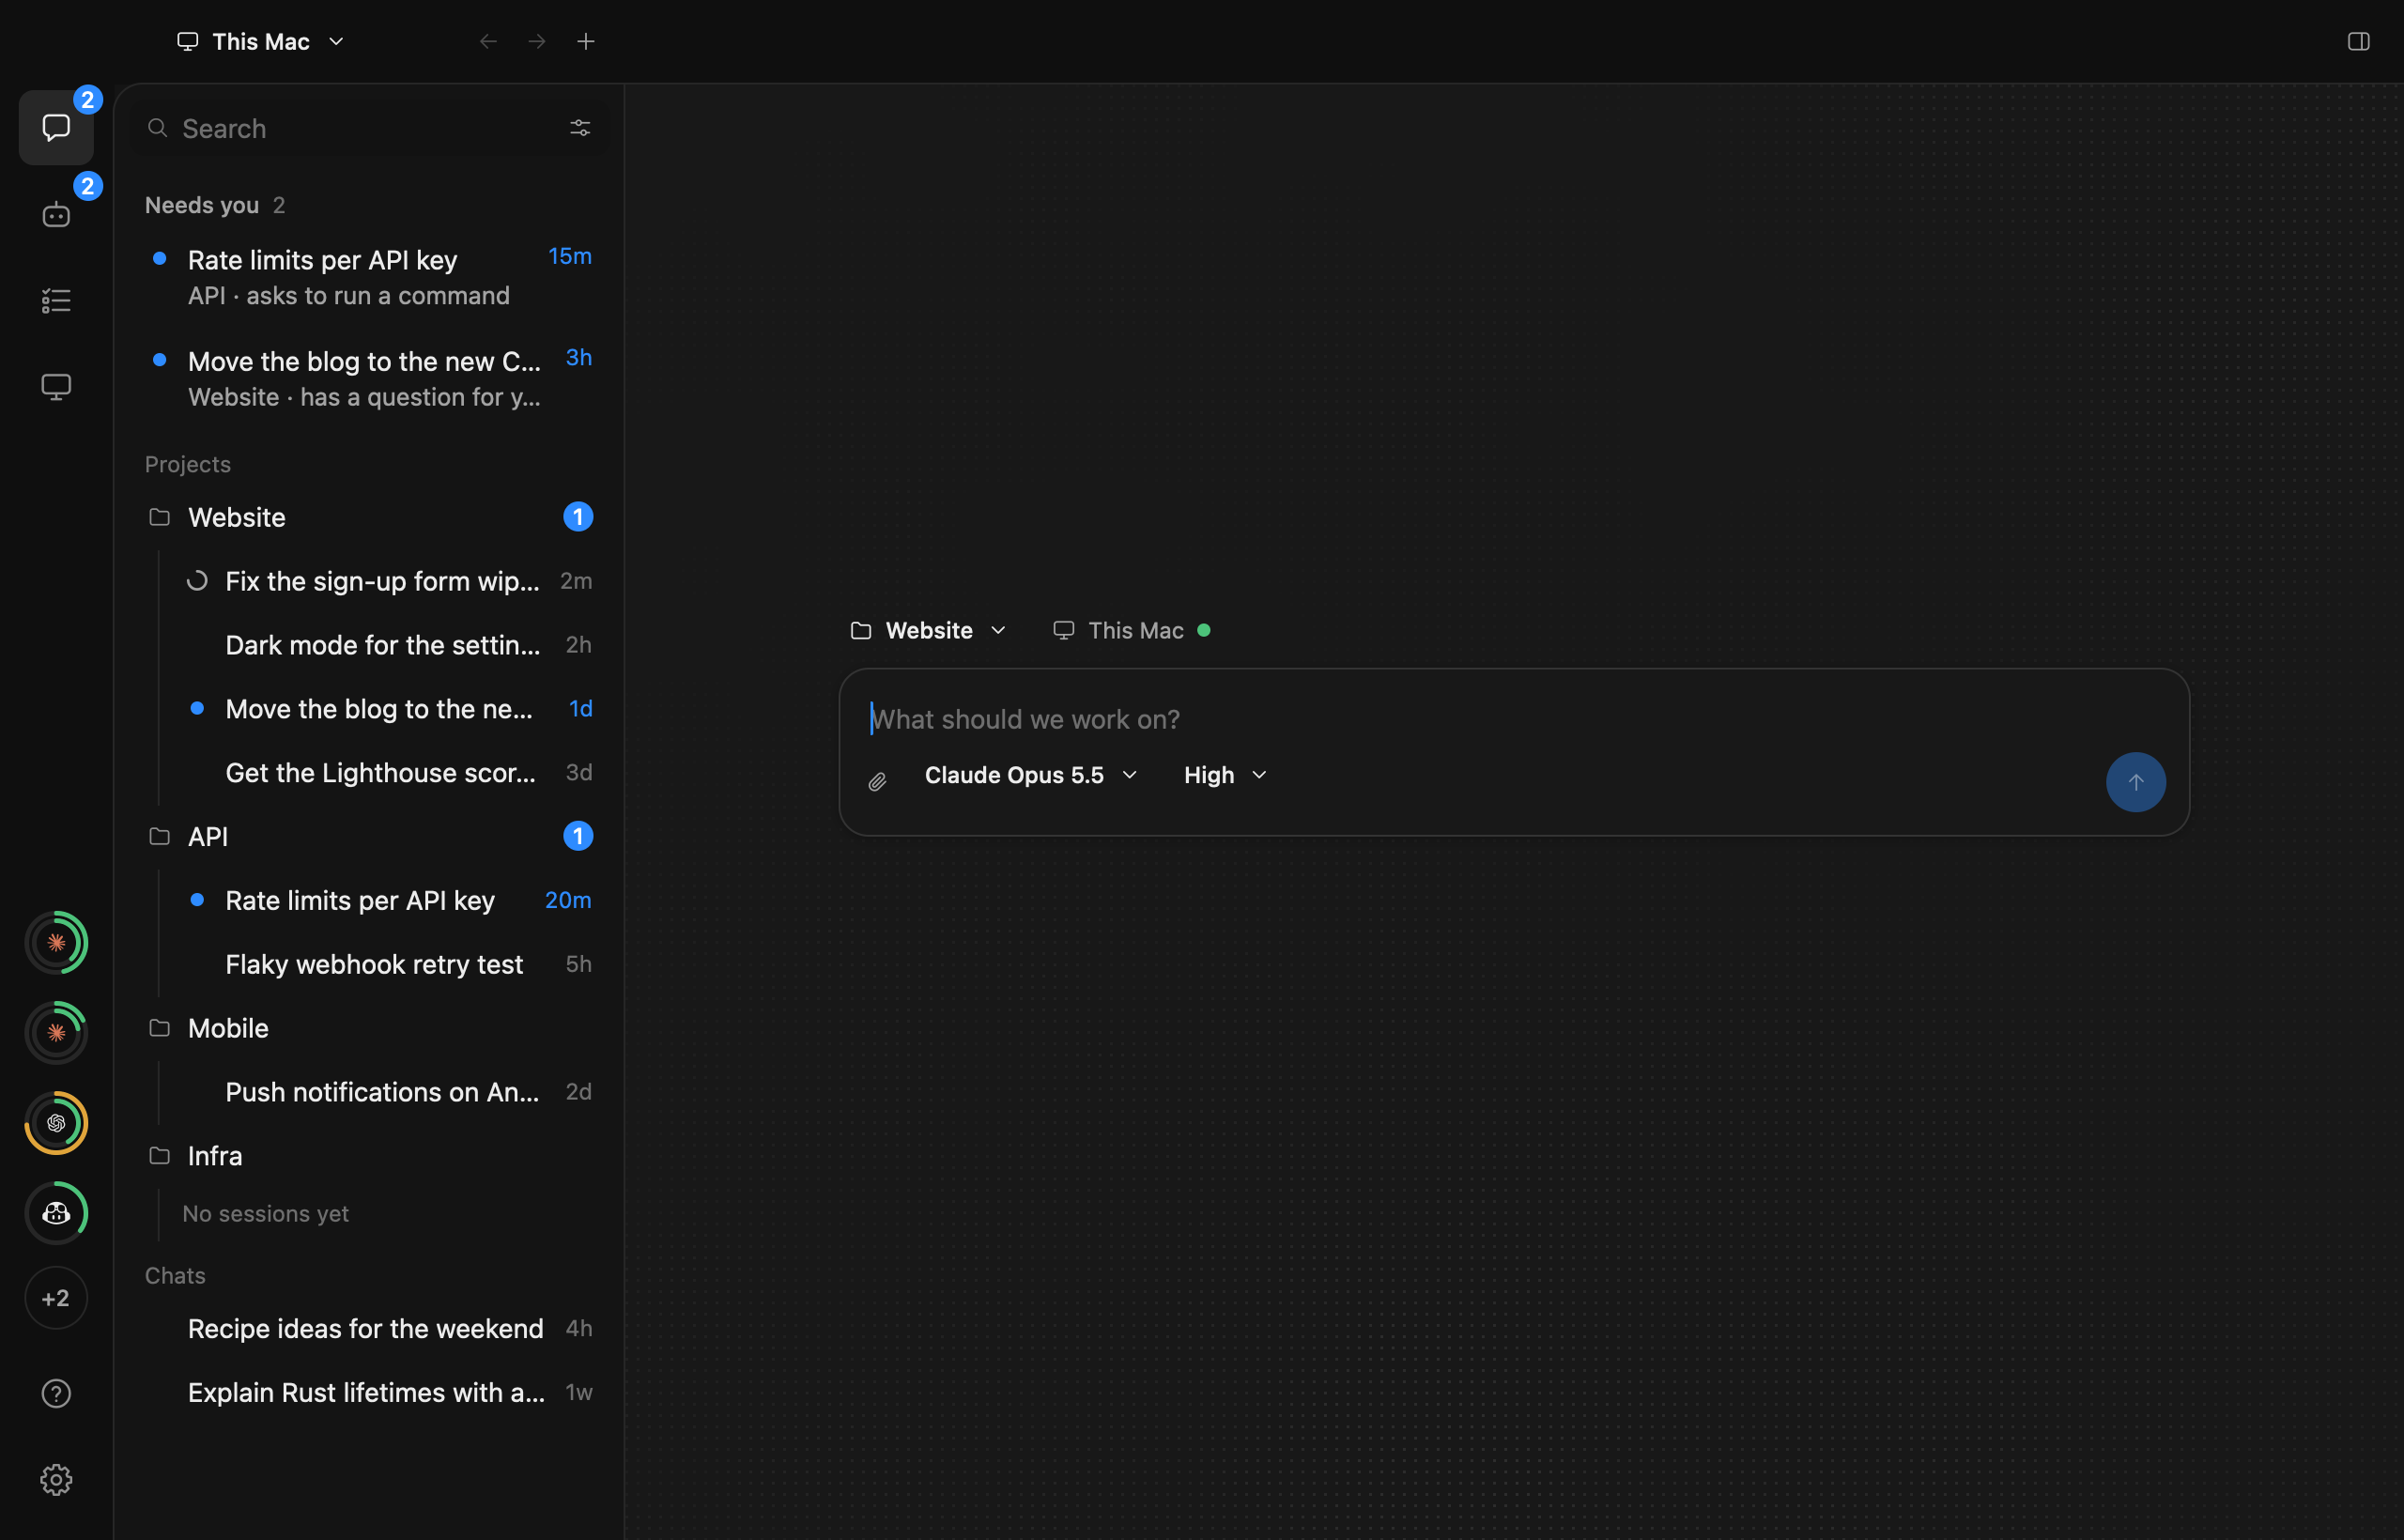 This Mac
2
Search
2
Needs you 2
Rate limits per API key 15m
API · asks to run a command
Move the blog to the new C... 3h
Website · has a question for y...
Projects
Website 1
Fix the sign-up form wip... 2m
Dark mode for the settin... 2h
Move the blog to the ne... 1d
Get the Lighthouse scor... 3d
API 1
Rate limits per API key 20m
Flaky webhook retry test 5h
Mobile
Push notifications on An... 2d
Infra
No sessions yet
Chats
+2
Recipe ideas for the weekend 4h
Explain Rust lifetimes with a... 1w
Website This Mac
What should we work on?
Claude Opus 5.5 High